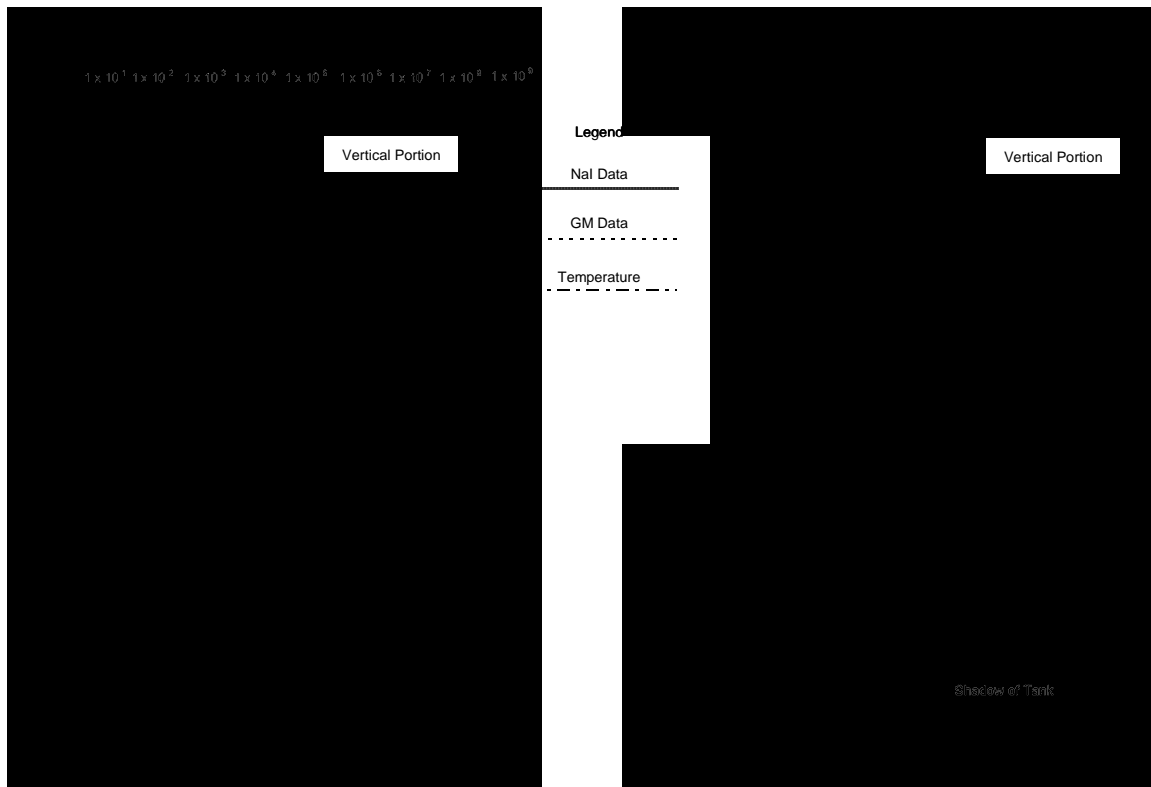 1 x 10¹ 1 x 10² 1 x 10³ 1 x 10⁴ 1 x 10⁵ 1 x 10⁶ 1 x 10⁷ 1 x 10⁸ 1 x 10⁹
Legend
Vertical Portion
Vertical Portion
NaI Data
GM Data
Temperature
Shadow of Tank